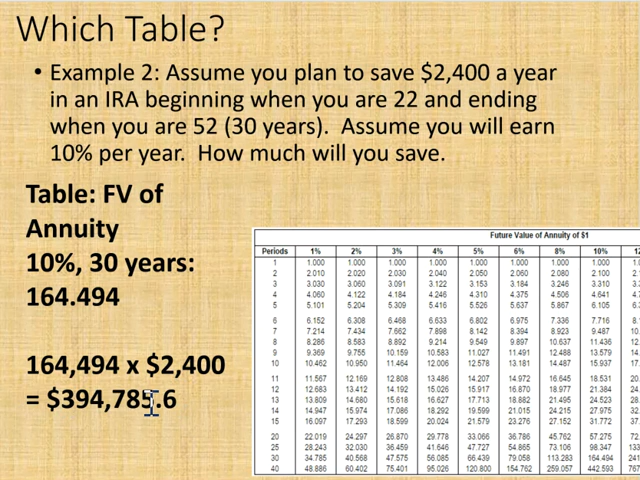 Which Table?
• Example 2: Assume you plan to save $2,400 a year
in an IRA beginning when you are 22 and ending
when you are 52 (30 years). Assume you will earn
10% per year. How much will you save.
Table: FV of
Annuity
10%, 30 years:
164.494
164,494 x $2,400
= $394,785.6
Future Value of Annuity of $1
Periods 1% 2% 3% 4% 5% 6% 8% 10%
1 1.000 1.000 1.000 1.000 1.000 1.000 1.000 1.000
2 2.010 2.020 2.030 2.040 2.050 2.060 2.080 2.100
3 3.030 3.060 3.091 3.122 3.153 3.184 3.246 3.310
4 4.060 4.122 4.184 4.246 4.310 4.375 4.506 4.641
5 5.101 5.204 5.309 5.416 5.526 5.637 5.867 6.105
6 6.152 6.308 6.468 6.633 6.802 6.975 7.336 7.716
7 7.214 7.434 7.662 7.898 8.142 8.394 8.923 9.487
8 8.286 8.583 8.892 9.214 9.549 9.897 10.637 11.436
9 9.369 9.755 10.159 10.583 11.027 11.491 12.488 13.579
10 10.462 10.950 11.464 12.006 12.578 13.181 14.487 15.937
11 11.567 12.169 12.808 13.486 14.207 14.972 16.645 18.531
12 12.683 13.412 14.192 15.026 15.917 16.870 18.977 21.384
13 13.809 14.680 15.618 16.627 17.713 18.882 21.495 24.523
14 14.947 15.974 17.086 18.292 19.599 21.015 24.215 27.975
15 16.097 17.293 18.599 20.024 21.579 23.276 27.152 31.772
20 22.019 24.297 26.870 29.778 33.066 36.786 45.762 57.275
25 28.243 32.030 36.459 41.646 47.727 54.865 73.106 98.347
30 34.785 40.568 47.575 56.085 66.439 79.058 113.283 164.494
40 48.886 60.402 75.401 95.026 120.800 154.762 259.057 442.593